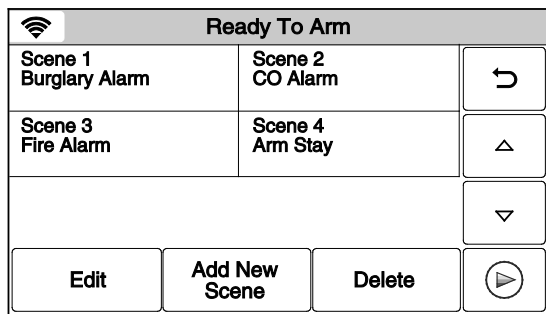 Ready To Arm
Scene 1
Burglary Alarm
Scene 2
CO Alarm
Scene 3
Fire Alarm
Scene 4
Arm Stay
Edit
Add New
Scene
Delete